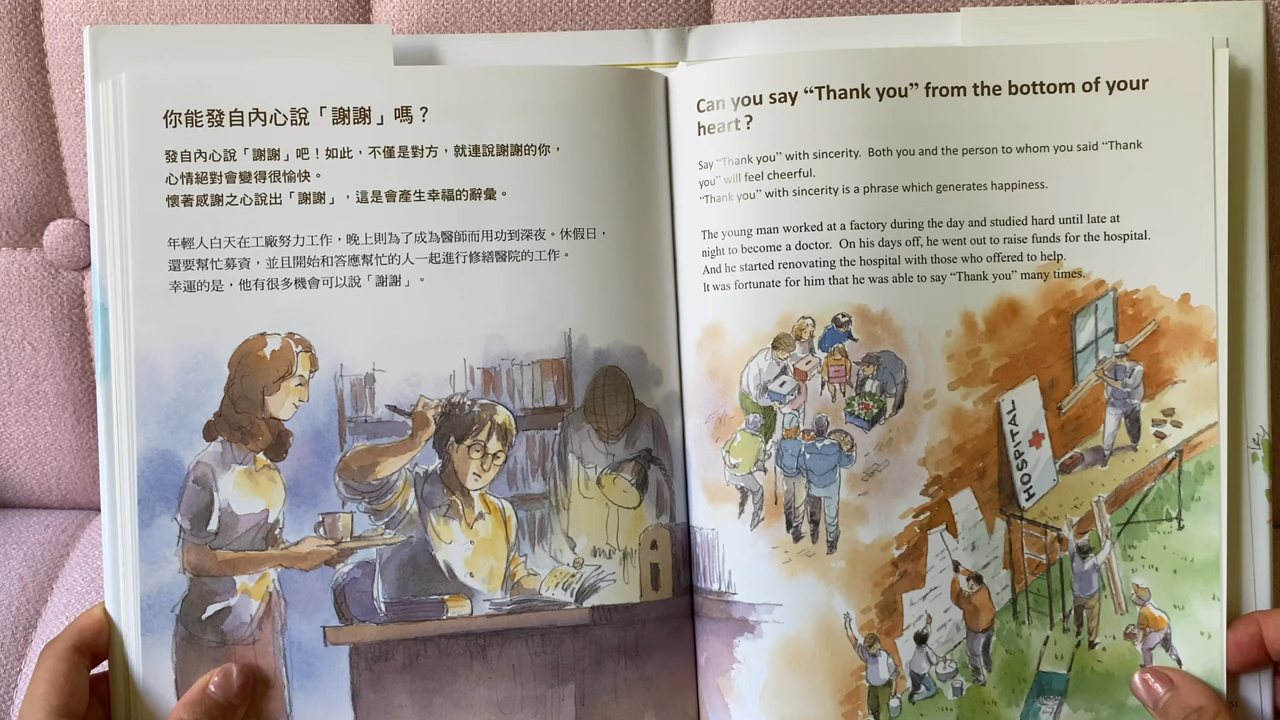 你能發自內心說「謝謝」嗎？
發自內心說「謝謝」吧！如此，不僅是對方，就連說謝謝的你，
心情絕對會變得很愉快。
懷著感謝之心說出「謝謝」，這是會產生幸福的辭彙。
年輕人白天在工廠努力工作，晚上則為了成為醫師而用功到深夜。休假日，
還要幫忙募資，並且開始和答應幫忙的人一起進行修繕醫院的工作。
幸運的是，他有很多機會可以說「謝謝」。
Can you say “Thank you” from the bottom of your
heart?
Say “Thank you” with sincerity. Both you and the person to whom you said “Thank
you” will feel cheerful.
“Thank you” with sincerity is a phrase which generates happiness.
The young man worked at a factory during the day and studied hard until late at
night to become a doctor. On his days off, he went out to raise funds for the hospital.
And he started renovating the hospital with those who offered to help.
It was fortunate for him that he was able to say “Thank you” many times.
HOSPITAL
51